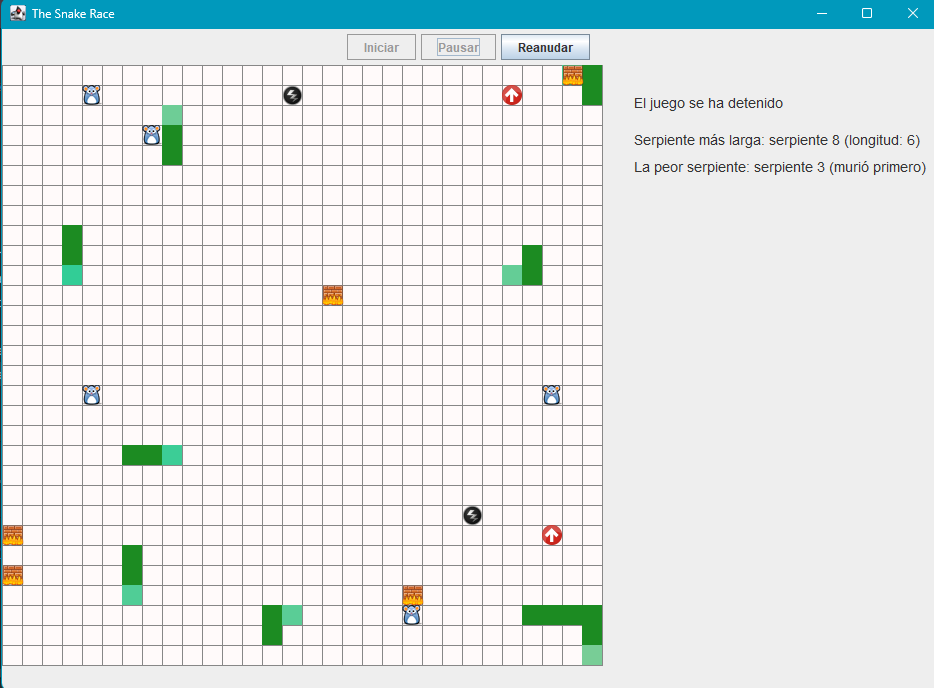 The Snake Race
Iniciar Pausar Reanudar
El juego se ha detenido
Serpiente más larga: serpiente 8 (longitud: 6)
La peor serpiente: serpiente 3 (murió primero)